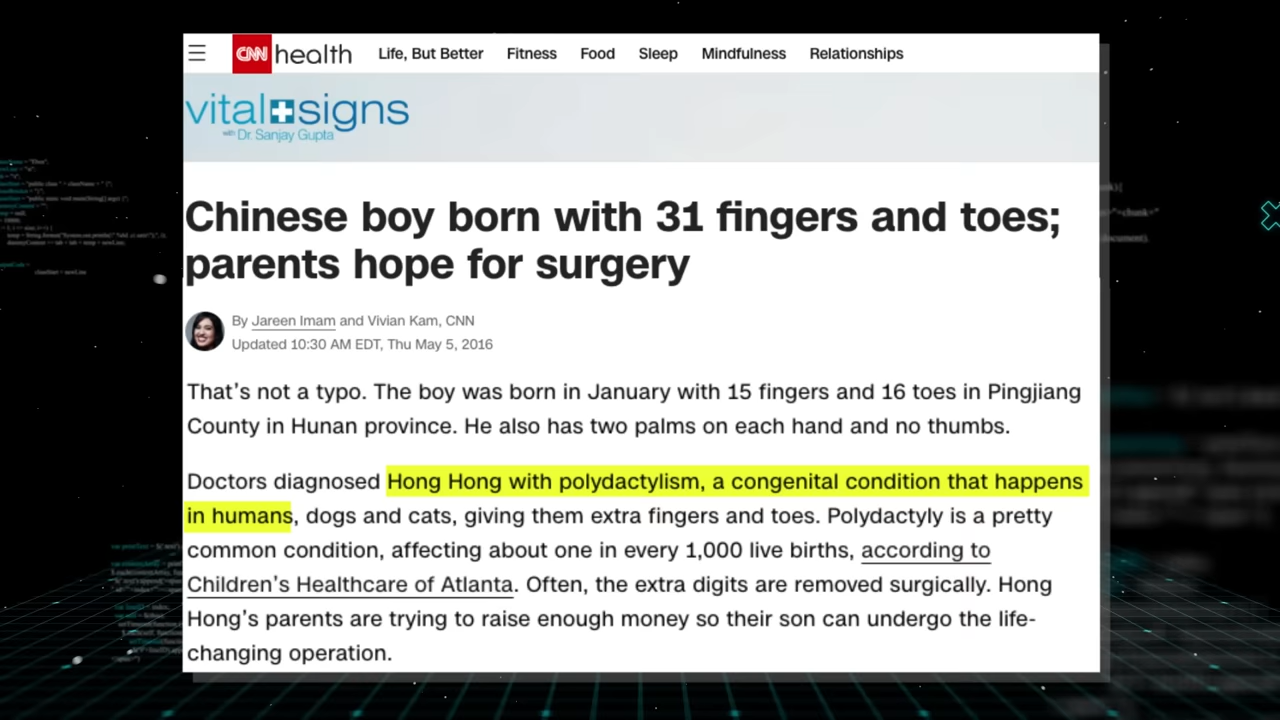 CNN health Life, But Better Fitness Food Sleep Mindfulness Relationships
vital signs
with Dr. Sanjay Gupta
Chinese boy born with 31 fingers and toes;
parents hope for surgery
By Jareen Imam and Vivian Kam, CNN
Updated 10:30 AM EDT, Thu May 5, 2016
That's not a typo. The boy was born in January with 15 fingers and 16 toes in Pingjiang
County in Hunan province. He also has two palms on each hand and no thumbs.
Doctors diagnosed Hong Hong with polydactylism, a congenital condition that happens
in humans, dogs and cats, giving them extra fingers and toes. Polydactyly is a pretty
common condition, affecting about one in every 1,000 live births, according to
Children's Healthcare of Atlanta. Often, the extra digits are removed surgically. Hong
Hong's parents are trying to raise enough money so their son can undergo the life-
changing operation.